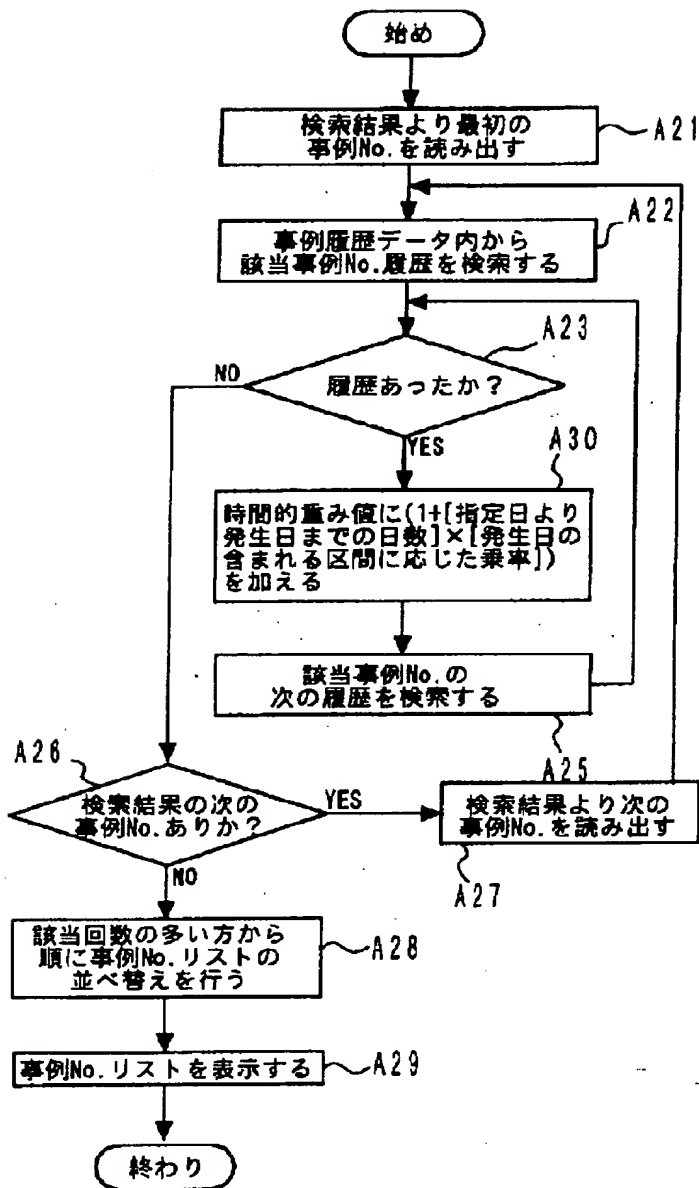 始め
検索結果より最初の
事例No.を読み出す
A21
事例履歴データ内から
該当事例No.履歴を検索する
A22
履歴あったか？
A23
NO
YES
A30
時間的重み値に(1+[指定日より
発生日までの日数]×[発生日の
含まれる区間に応じた乗率])
を加える
該当事例No.の
次の履歴を検索する
A25
A26
検索結果の次の
事例No.ありか？
YES
検索結果より次の
事例No.を読み出す
A27
NO
該当回数の多い方から
順に事例No.リストの
並べ替えを行う
A28
事例No.リストを表示する
A29
終わり